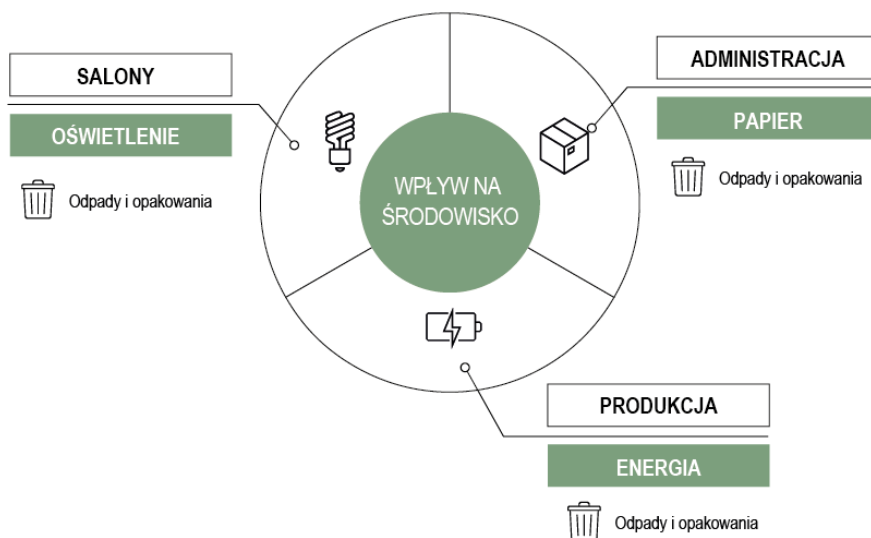 SALONY
OŚWIETLENIE
Odpady i opakowania
ADMINISTRACJA
PAPIER
Odpady i opakowania
WPŁYW NA
ŚRODOWISKO
PRODUKCJA
ENERGIA
Odpady i opakowania